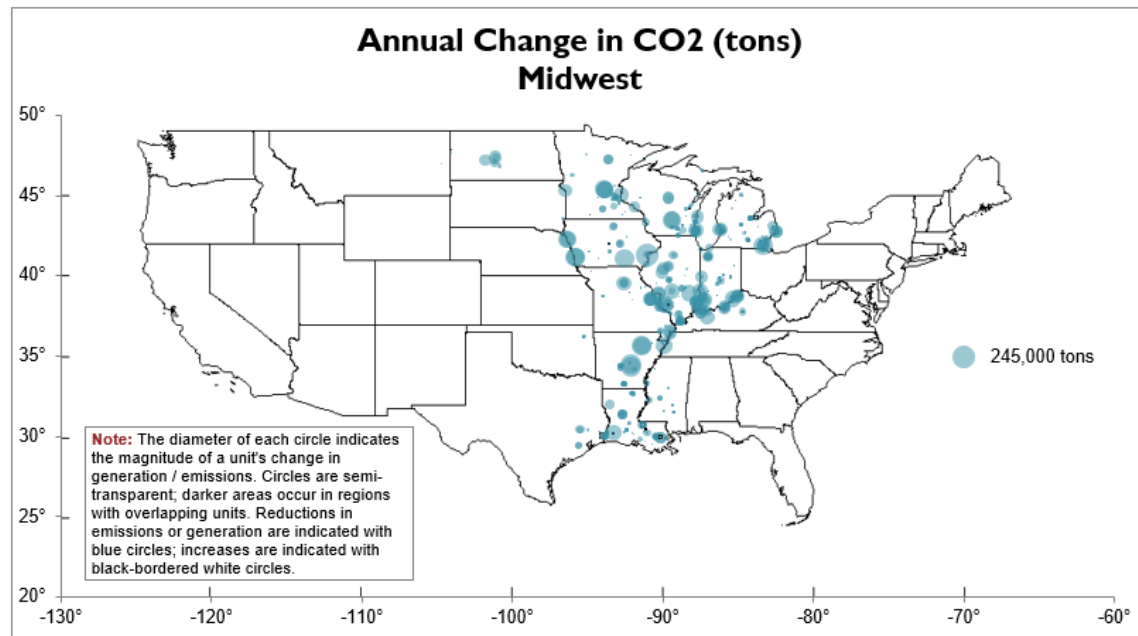 Annual Change in CO2 (tons)
Midwest
50°
45°
40°
35°
30°
25°
20°
245,000 tons
Note: The diameter of each circle indicates
the magnitude of a unit's change in
generation / emissions. Circles are semi-
transparent; darker areas occur in regions
with overlapping units. Reductions in
emissions or generation are indicated with
blue circles; increases are indicated with
black-bordered white circles.
-130° -120° -110° -100° -90° -80° -70° -60°